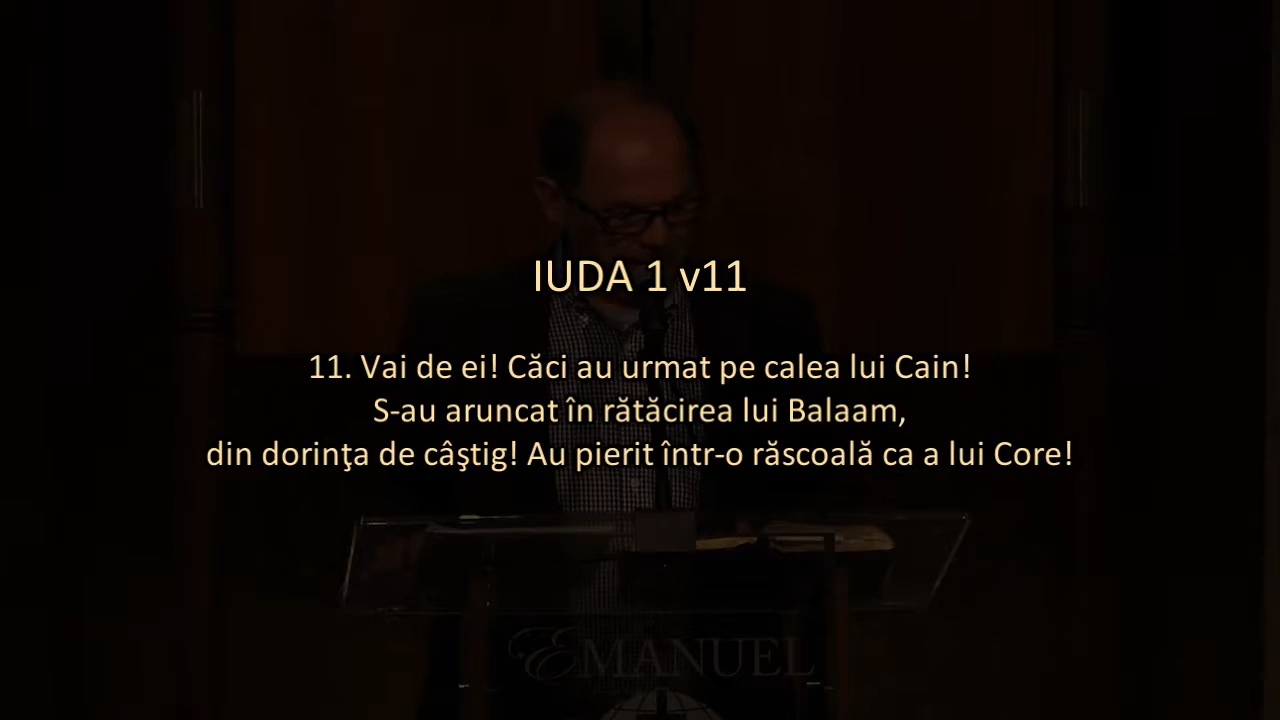 IUDA 1 v11
11. Vai de ei! Căci au urmat pe calea lui Cain!
S-au aruncat în rătăcirea lui Balaam,
din dorinţa de câştig! Au pierit într-o răscoală ca a lui Core!
EMANUEL